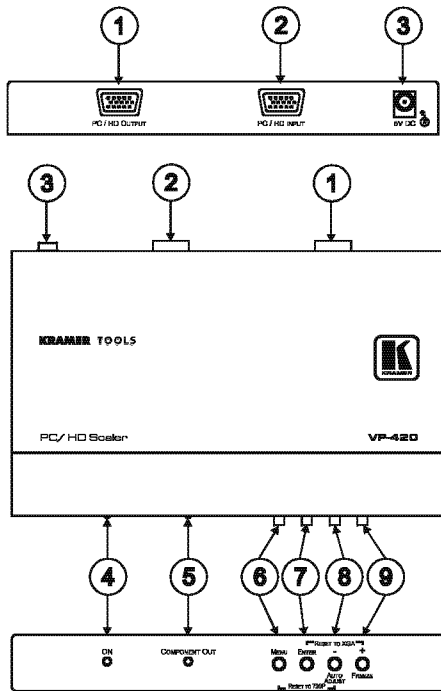 1 2 3
PC / HD OUTPUT PC / HD INPUT 5V DC
3 2 1
KRAMER TOOLS
K
KRAMER
PC/HD Scaler VP-420
4 5 6 7 8 9
RESET TO XGA
ON COMPONENT OUT MENU ENTER - +
AUTO ADJUST FREEZE
RESET TO 720P